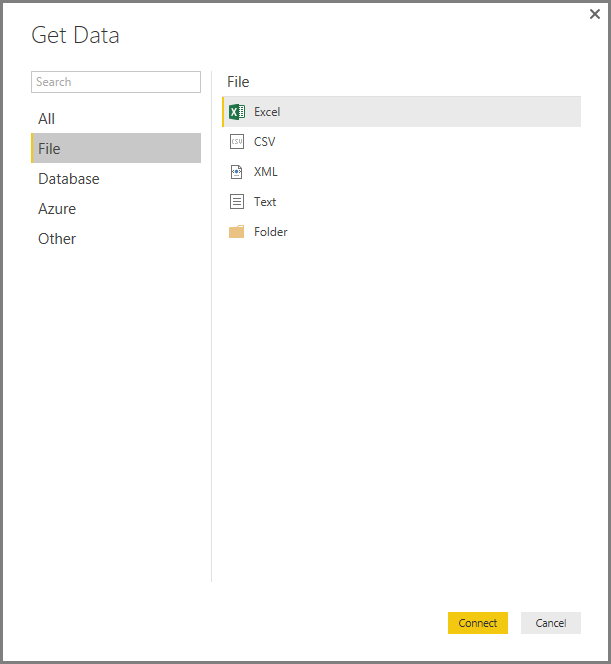 Get Data
Search
All
File
Database
Azure
Other
File
Excel
CSV
XML
Text
Folder
Connect
Cancel